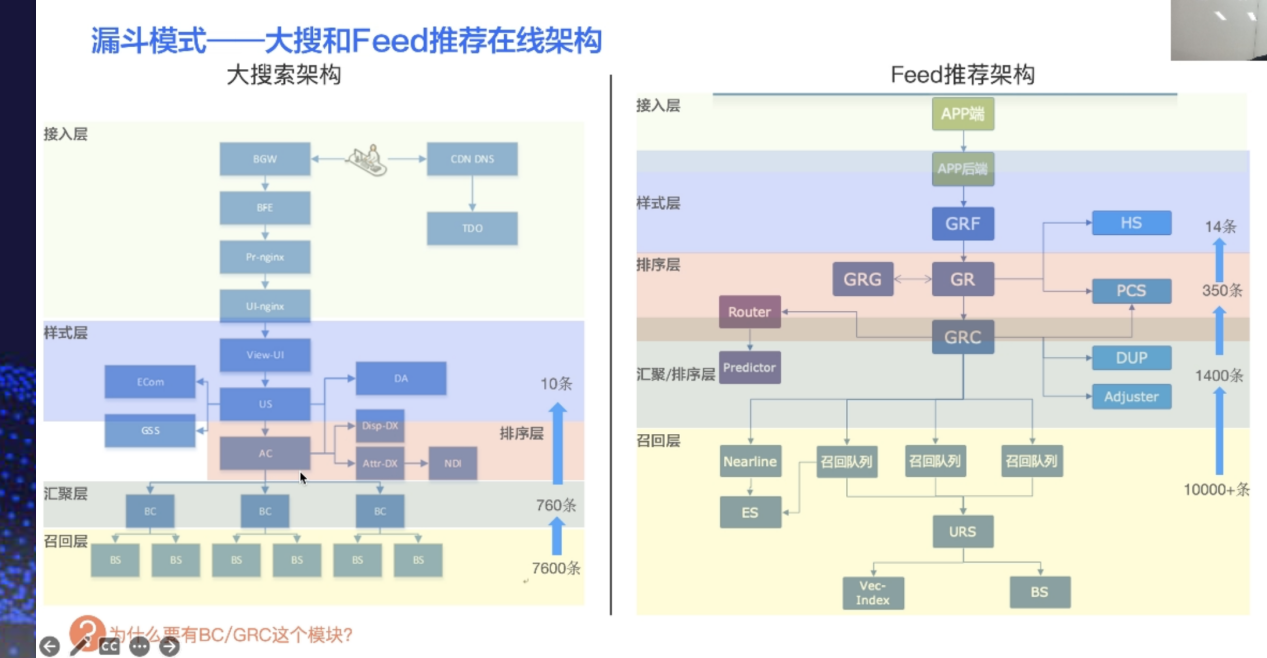 漏斗模式——大搜和Feed推荐在线架构
大搜索架构
接入层
BGW
CDN DNS
BFE
TDO
Pr-nginx
UI-nginx
样式层
View-UI
ECom
DA
10条
US
GSS
Disp-DX
排序层
AC
Attr-DX
NDI
汇聚层
BC
BC
BC
760条
召回层
BS
BS
BS
BS
BS
BS
7600条
为什么要有BC/GRC这个模块?
CC
Feed推荐架构
接入层
APP端
APP后端
样式层
GRF
HS
14条
排序层
GRG
GR
PCS
350条
Router
GRC
汇聚/排序层
Predictor
DUP
1400条
Adjuster
召回层
Nearline
召回队列
召回队列
召回队列
10000+条
ES
URS
Vec-
Index
BS